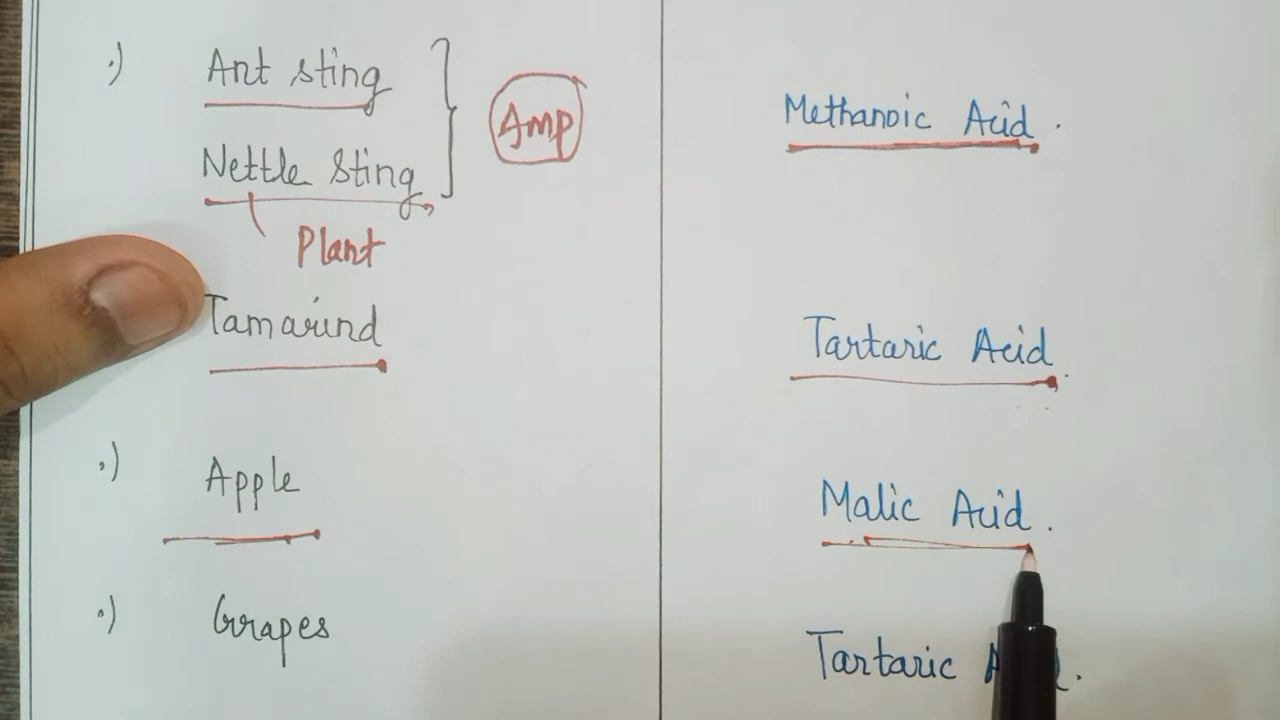 ·) Ant sting
Amp
Methanoic Acid.
Nettle Sting
Plant
Tamarind
Tartaric Acid.
·) Apple
Malic Acid.
·) Grapes
Tartaric